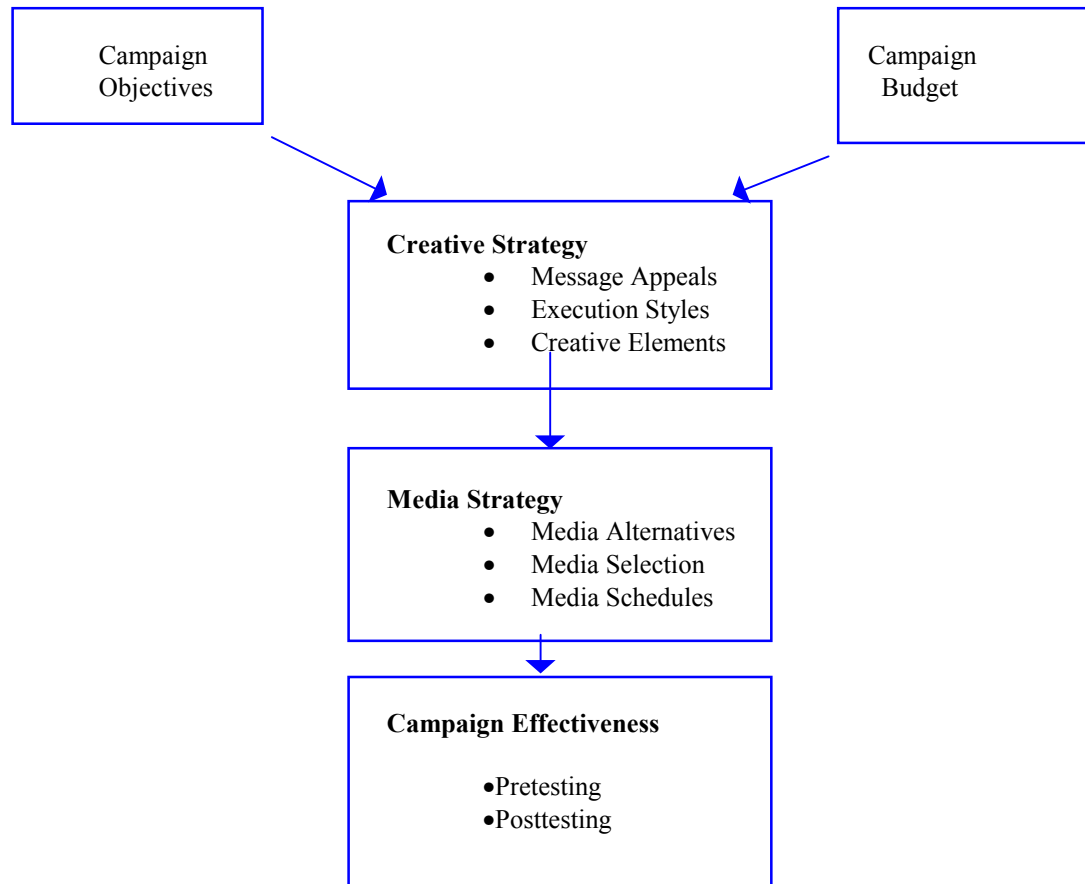 Campaign
Objectives
Campaign
Budget
Creative Strategy
• Message Appeals
• Execution Styles
• Creative Elements
Media Strategy
• Media Alternatives
• Media Selection
• Media Schedules
Campaign Effectiveness
•Pretesting
•Posttesting